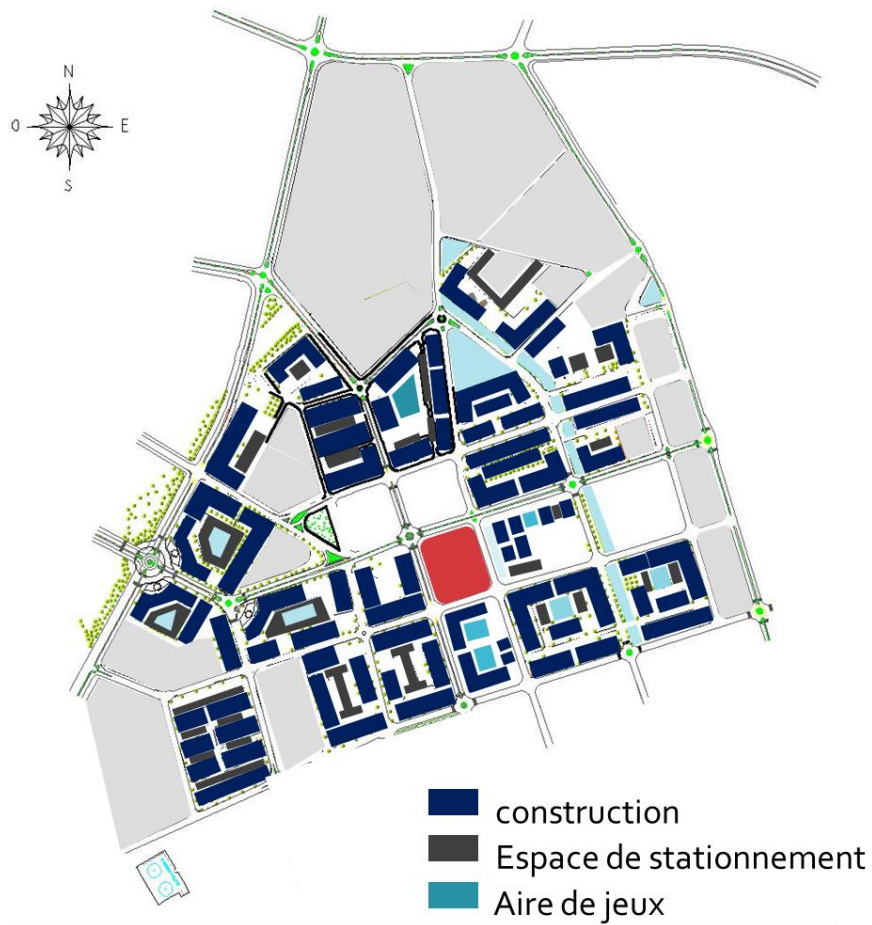 N
O E
S
construction
Espace de stationnement
Aire de jeux